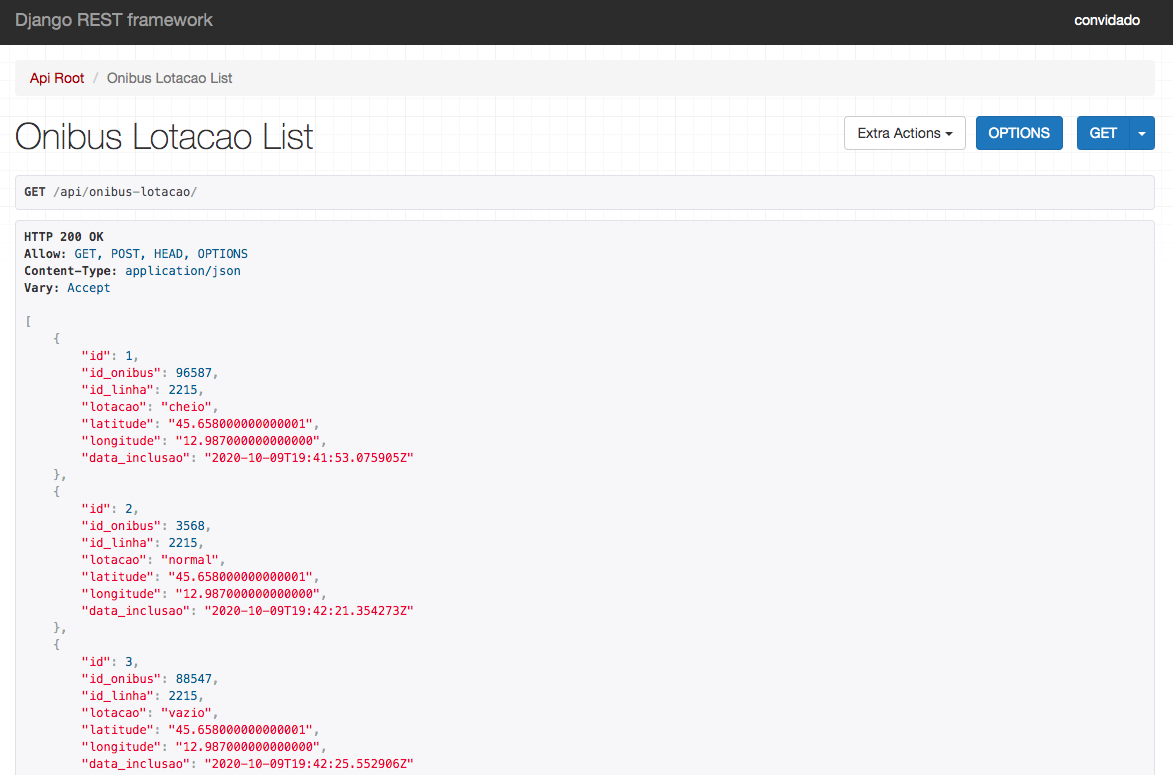 Django REST framework
convidado
Api Root / Onibus Lotacao List
Onibus Lotacao List
Extra Actions
OPTIONS
GET
GET /api/onibus-lotacao/
HTTP 200 OK
Allow: GET, POST, HEAD, OPTIONS
Content-Type: application/json
Vary: Accept
[
    {
        "id": 1,
        "id_onibus": 96587,
        "id_linha": 2215,
        "lotacao": "cheio",
        "latitude": "45.658000000000001",
        "longitude": "12.987000000000000",
        "data_inclusao": "2020-10-09T19:41:53.075905Z"
    },
    {
        "id": 2,
        "id_onibus": 3568,
        "id_linha": 2215,
        "lotacao": "normal",
        "latitude": "45.658000000000001",
        "longitude": "12.987000000000000",
        "data_inclusao": "2020-10-09T19:42:21.354273Z"
    },
    {
        "id": 3,
        "id_onibus": 88547,
        "id_linha": 2215,
        "lotacao": "vazio",
        "latitude": "45.658000000000001",
        "longitude": "12.987000000000000",
        "data_inclusao": "2020-10-09T19:42:25.552906Z"